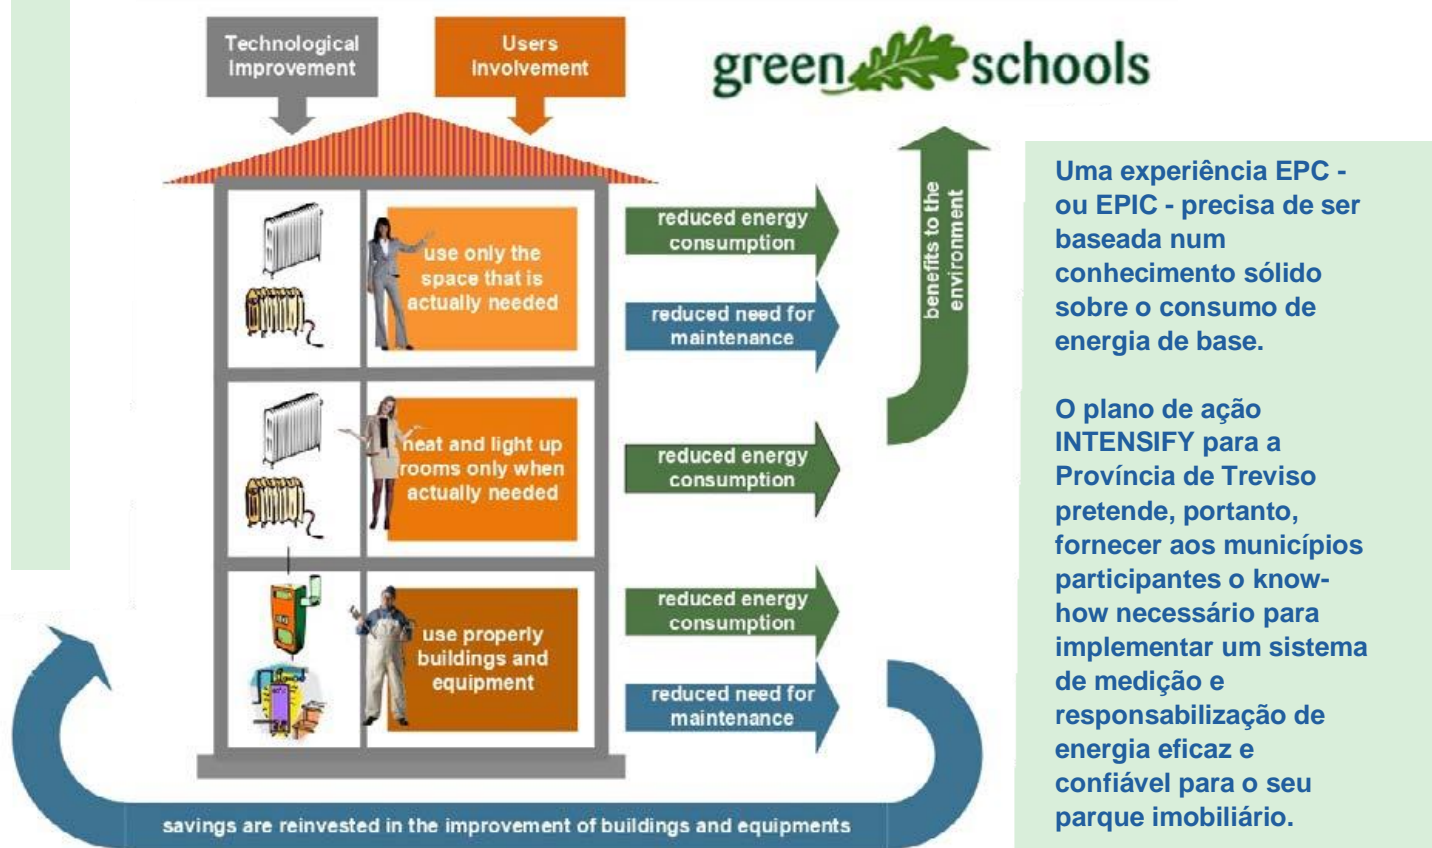 Technological
Improvement
Users
Involvement
green schools
use only the
space that is
actually needed
reduced energy
consumption
reduced need for
maintenance
heat and light up
rooms only when
actually needed
reduced energy
consumption
use properly
buildings and
equipment
reduced energy
consumption
reduced need for
maintenance
benefits to the
environment
savings are reinvested in the improvement of buildings and equipments
Uma experiência EPC -
ou EPIC - precisa de ser
baseada num
conhecimento sólido
sobre o consumo de
energia de base.
O plano de ação
INTENSIFY para a
Província de Treviso
pretende, portanto,
fornecer aos municípios
participantes o know-
how necessário para
implementar um sistema
de medição e
responsabilização de
energia eficaz e
confiável para o seu
parque imobiliário.